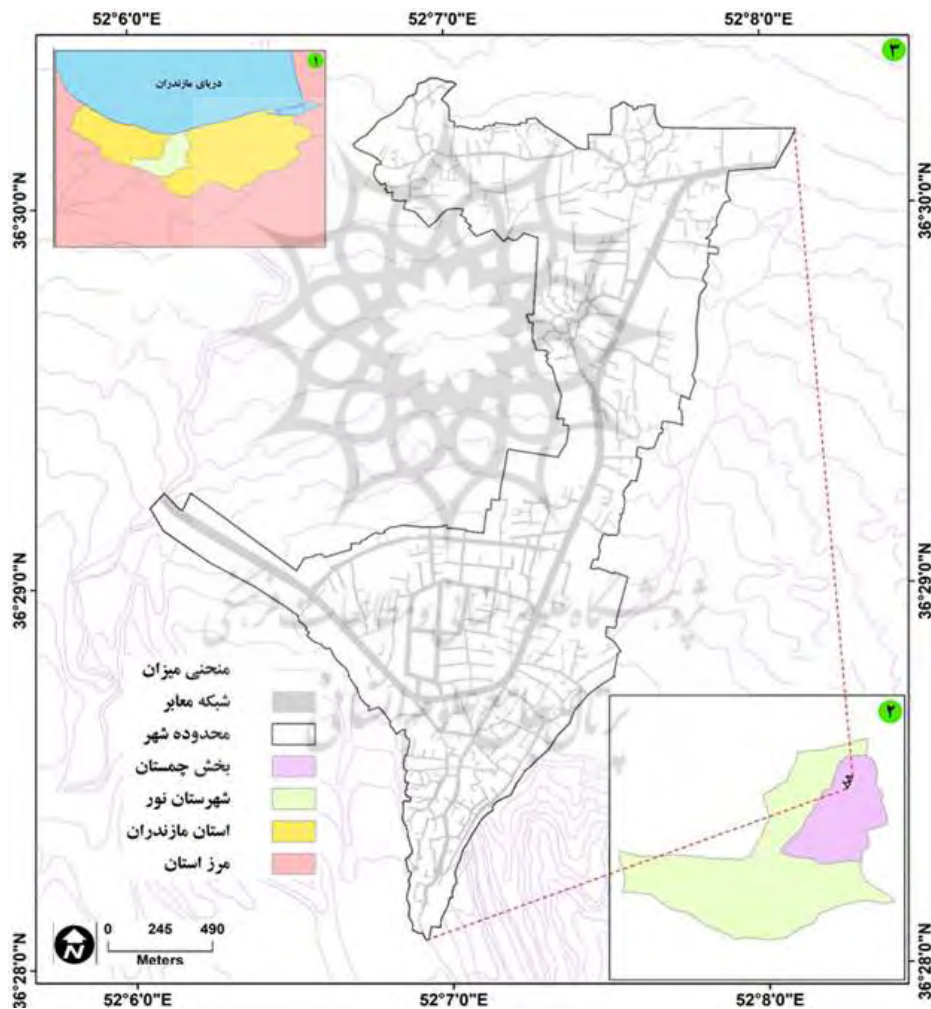 52°6'0"E 52°7'0"E 52°8'0"E
۱
دریای مازندران
۳
36°30'0"N 36°30'0"N
36°29'0"N 36°29'0"N
منحنی میزان
شبکه معابر
محدوده شهر
بخش چمستان
شهرستان نور
استان مازندران
مرز استان
۲
N
0 245 490
Meters
36°28'0"N 36°28'0"N
52°6'0"E 52°7'0"E 52°8'0"E